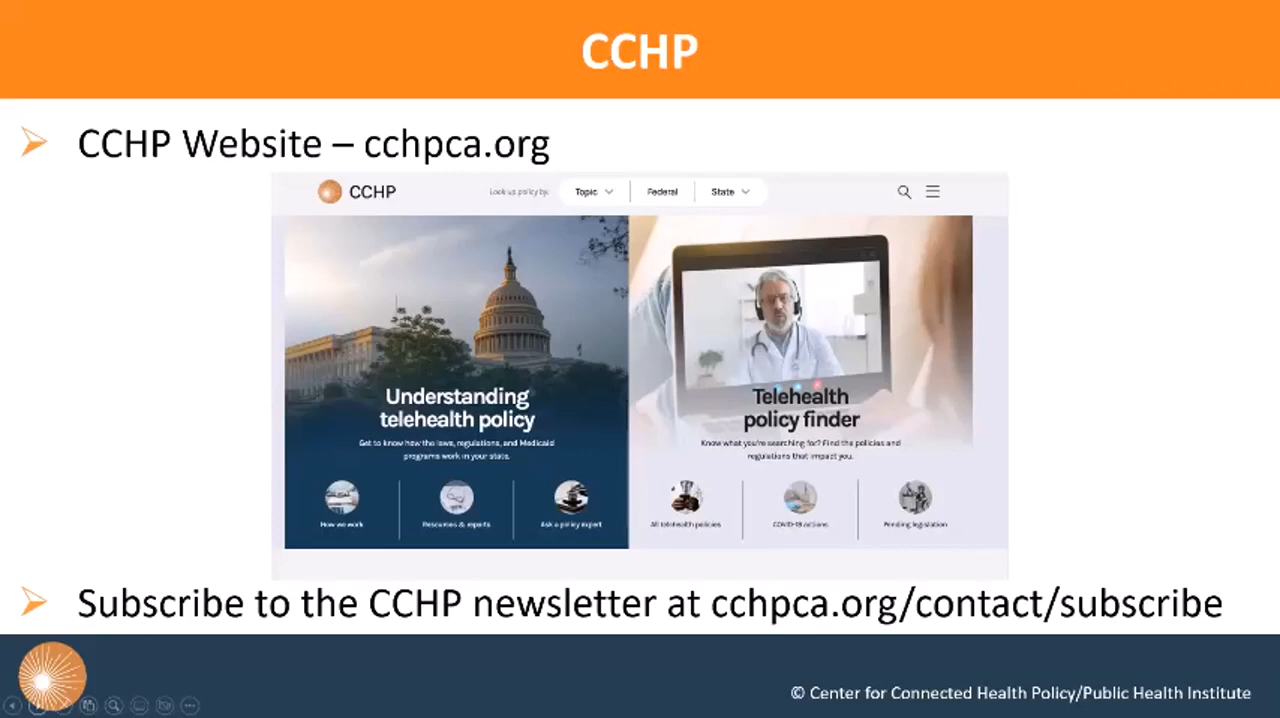 CCHP
CCHP Website – cchpca.org
CCHP
Look up policy by:
Topic
Federal
State
Understanding
telehealth policy
Get to know how the laws, regulations, and Medicaid
programs work in your state.
How we work
Resources & reports
Ask a policy expert
Telehealth
policy finder
Know what you're searching for? Find the policies and
regulations that impact you.
All telehealth policies
COVID-19 actions
Pending legislation
Subscribe to the CCHP newsletter at cchpca.org/contact/subscribe
© Center for Connected Health Policy/Public Health Institute